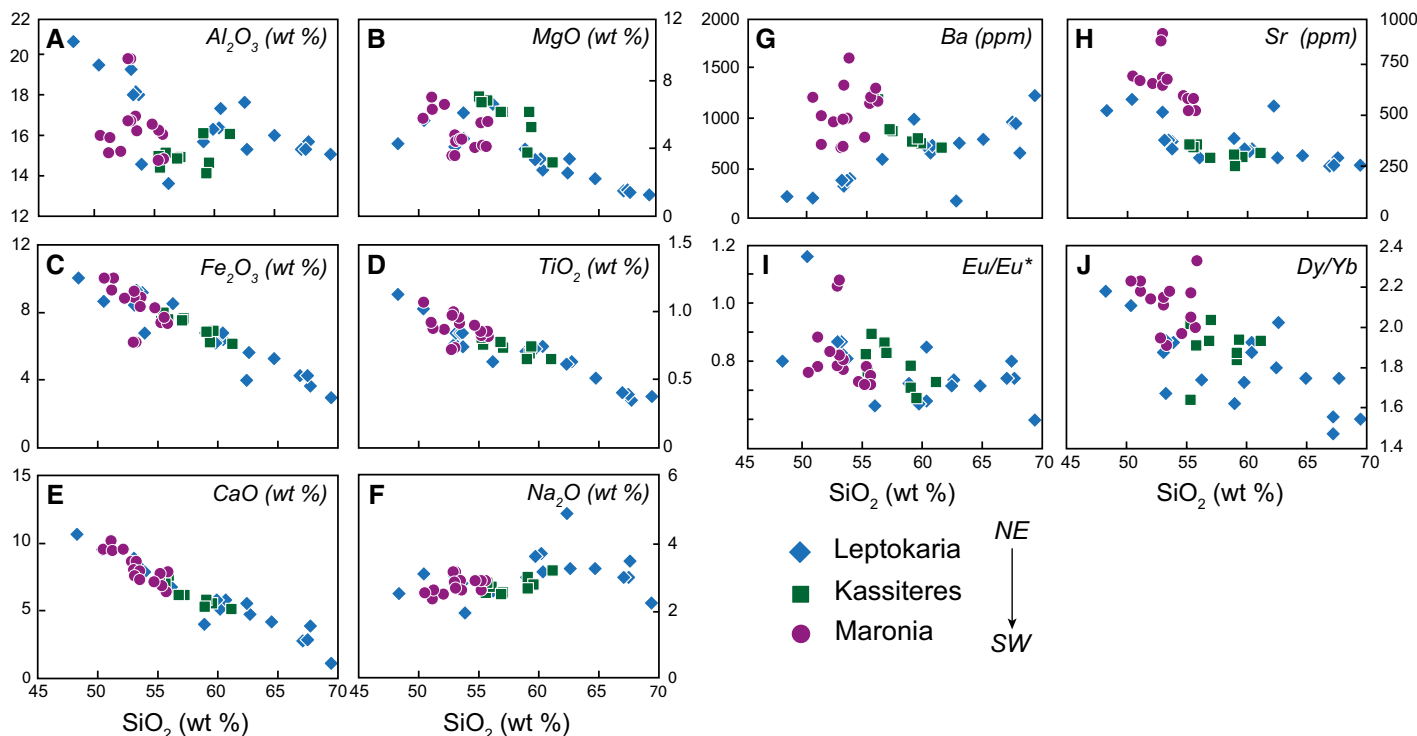 A Al₂O₃ (wt %)
22
20
18
16
14
12
B MgO (wt %)
12
8
4
0
C Fe₂O₃ (wt %)
12
8
4
0
D TiO₂ (wt %)
1.5
1.0
0.5
0
E CaO (wt %)
15
10
5
0
45 50 55 60 65 70
SiO₂ (wt %)
F Na₂O (wt %)
6
4
2
0
45 50 55 60 65 70
SiO₂ (wt %)
G Ba (ppm)
2000
1500
1000
500
0
H Sr (ppm)
1000
750
500
250
0
I Eu/Eu*
1.2
1.0
0.8
45 50 55 60 65 70
SiO₂ (wt %)
J Dy/Yb
2.4
2.2
2.0
1.8
1.6
1.4
50 55 60 65 70
SiO₂ (wt %)
Leptokaria
Kassiteres
Maronia
NE
SW